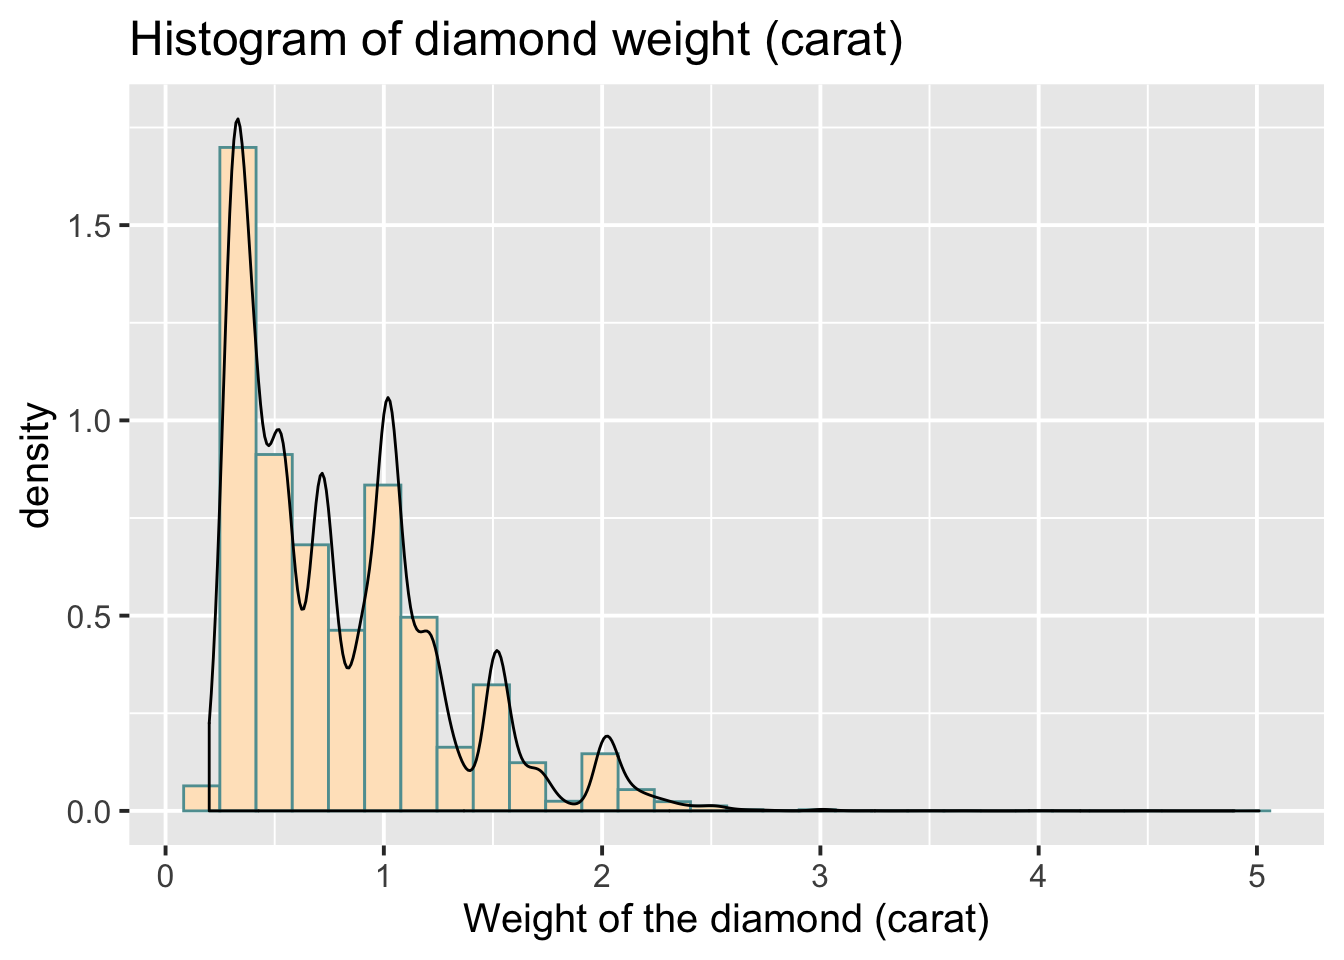 Histogram of diamond weight (carat)
density
1.5
1.0
0.5
0.0
0 1 2 3 4 5
Weight of the diamond (carat)